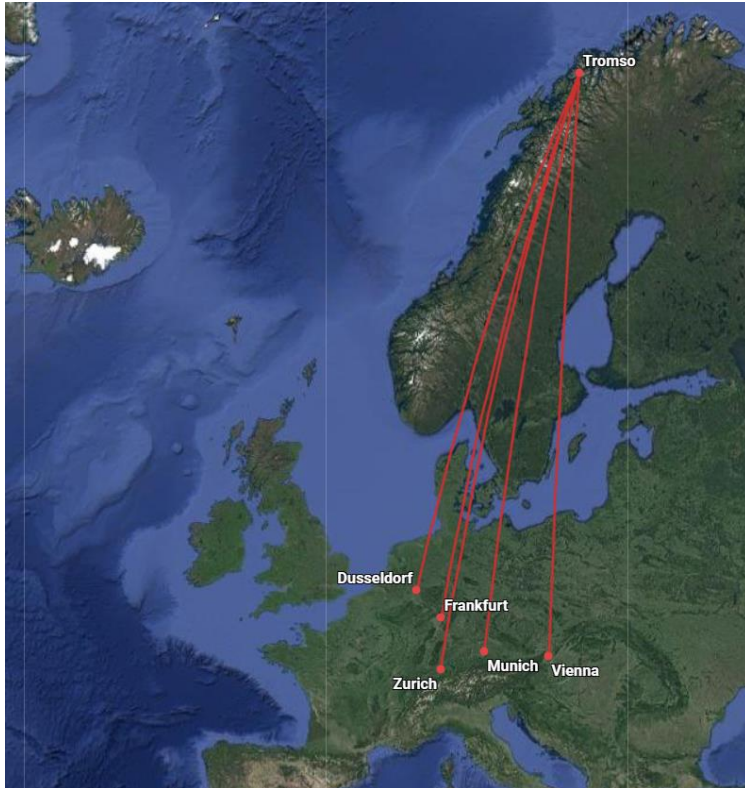 Tromso
Dusseldorf
Frankfurt
Munich
Vienna
Zurich